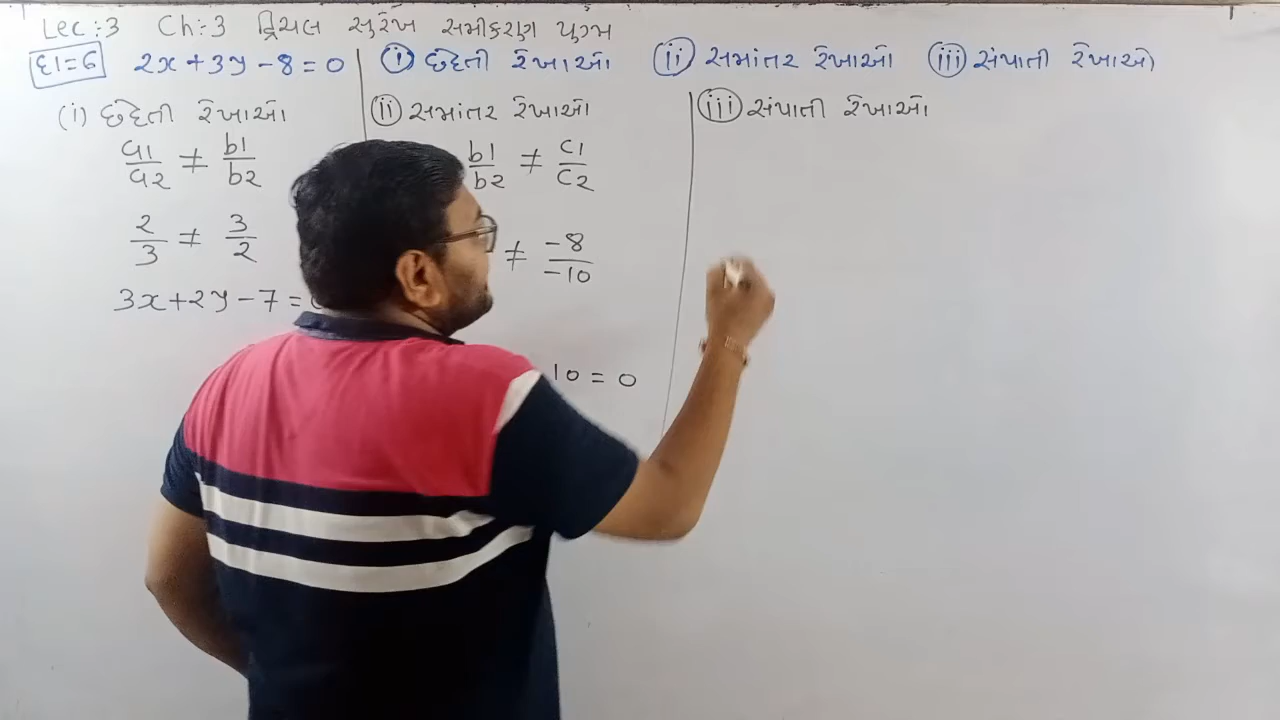 Lec:3 Ch:3 દ્વિચલ સુરેખ સમીકરણ યુગ્મ
દા=6 2x+3y-8=0 (i) છેદતી રેખાઓ (ii) સમાંતર રેખાઓ (iii) સંપાતી રેખાઓ
(i) છેદતી રેખાઓ
a1/a2 ≠ b1/b2
2/3 ≠ 3/2
3x+2y-7=
(ii) સમાંતર રેખાઓ
b1/b2 ≠ c1/c2
≠ -8/-10
10=0
(iii) સંપાતી રેખાઓ